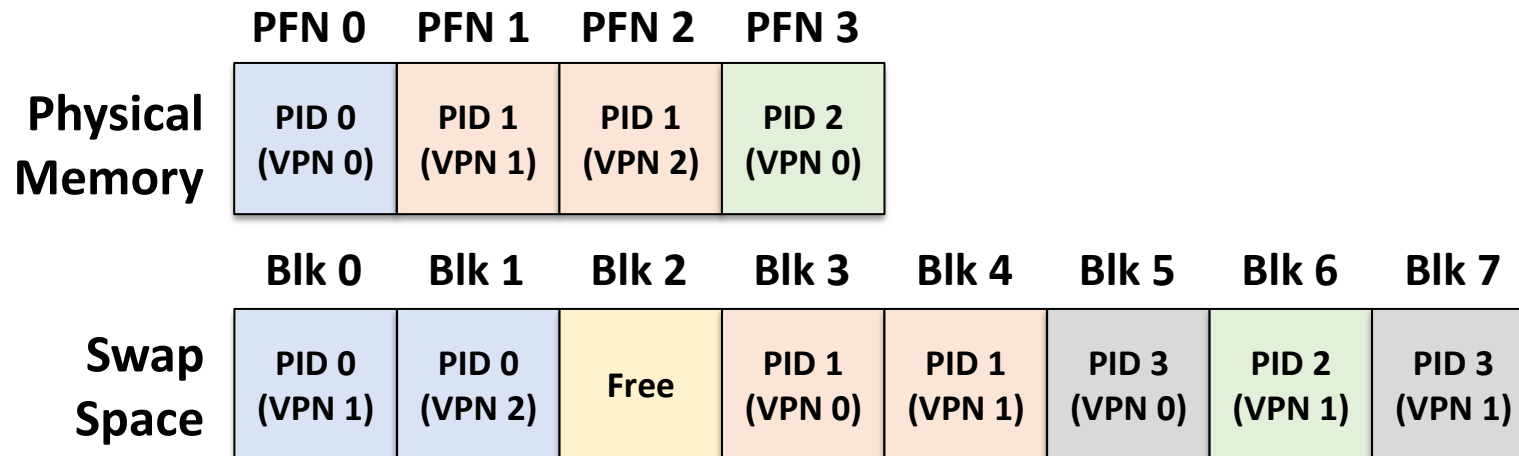 PFN 0 PFN 1 PFN 2 PFN 3
Physical
Memory
PID 0 PID 1 PID 1 PID 2
(VPN 0) (VPN 1) (VPN 2) (VPN 0)
Blk 0 Blk 1 Blk 2 Blk 3 Blk 4 Blk 5 Blk 6 Blk 7
Swap
Space
PID 0 PID 0 Free PID 1 PID 1 PID 3 PID 2 PID 3
(VPN 1) (VPN 2) (VPN 0) (VPN 1) (VPN 0) (VPN 1) (VPN 1)